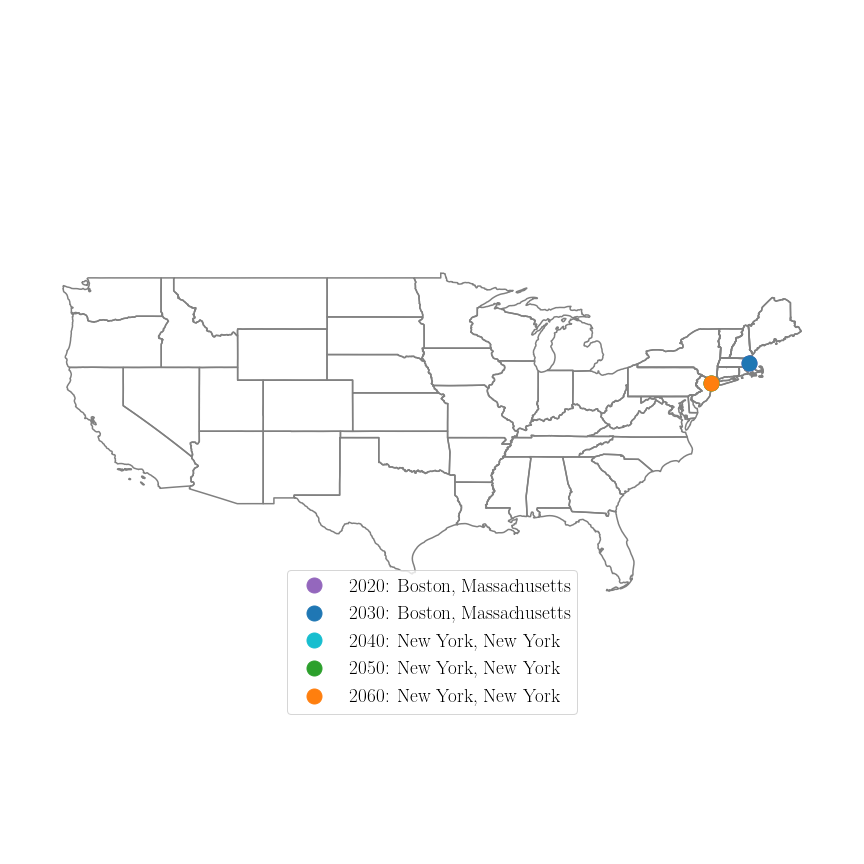 2020: Boston, Massachusetts
2030: Boston, Massachusetts
2040: New York, New York
2050: New York, New York
2060: New York, New York